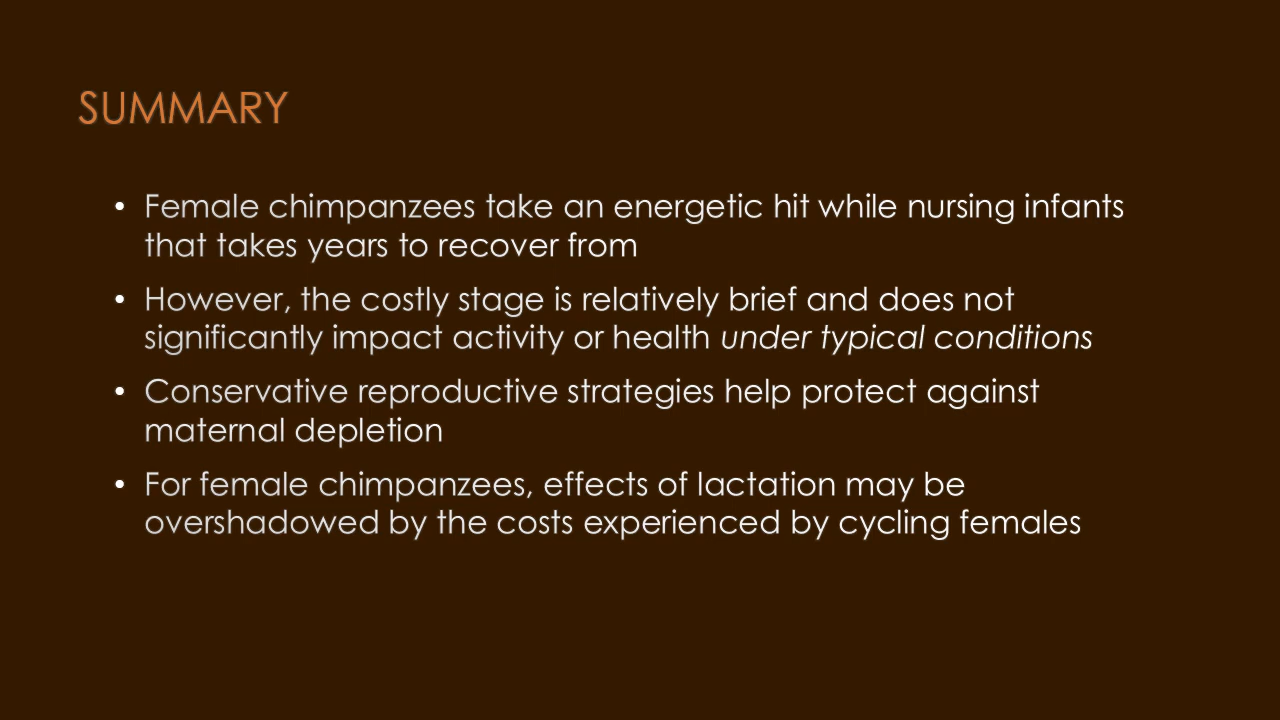 SUMMARY
• Female chimpanzees take an energetic hit while nursing infants
that takes years to recover from
• However, the costly stage is relatively brief and does not
significantly impact activity or health under typical conditions
• Conservative reproductive strategies help protect against
maternal depletion
• For female chimpanzees, effects of lactation may be
overshadowed by the costs experienced by cycling females